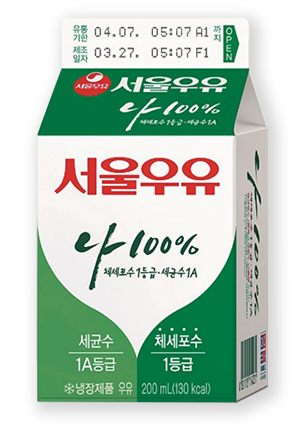 유통
기한 04.07. 05:07 A1 까지
제조
일자 03.27. 05:07 F1
OPEN
서울우유
서울우유
나100%
체세포수 1등급·세균수 1A
서울우유
나100%
체세포수 1등급·세균수 1A
세균수
1A등급
체세포수
1등급
냉장제품 우유 200 mL(130 kcal)